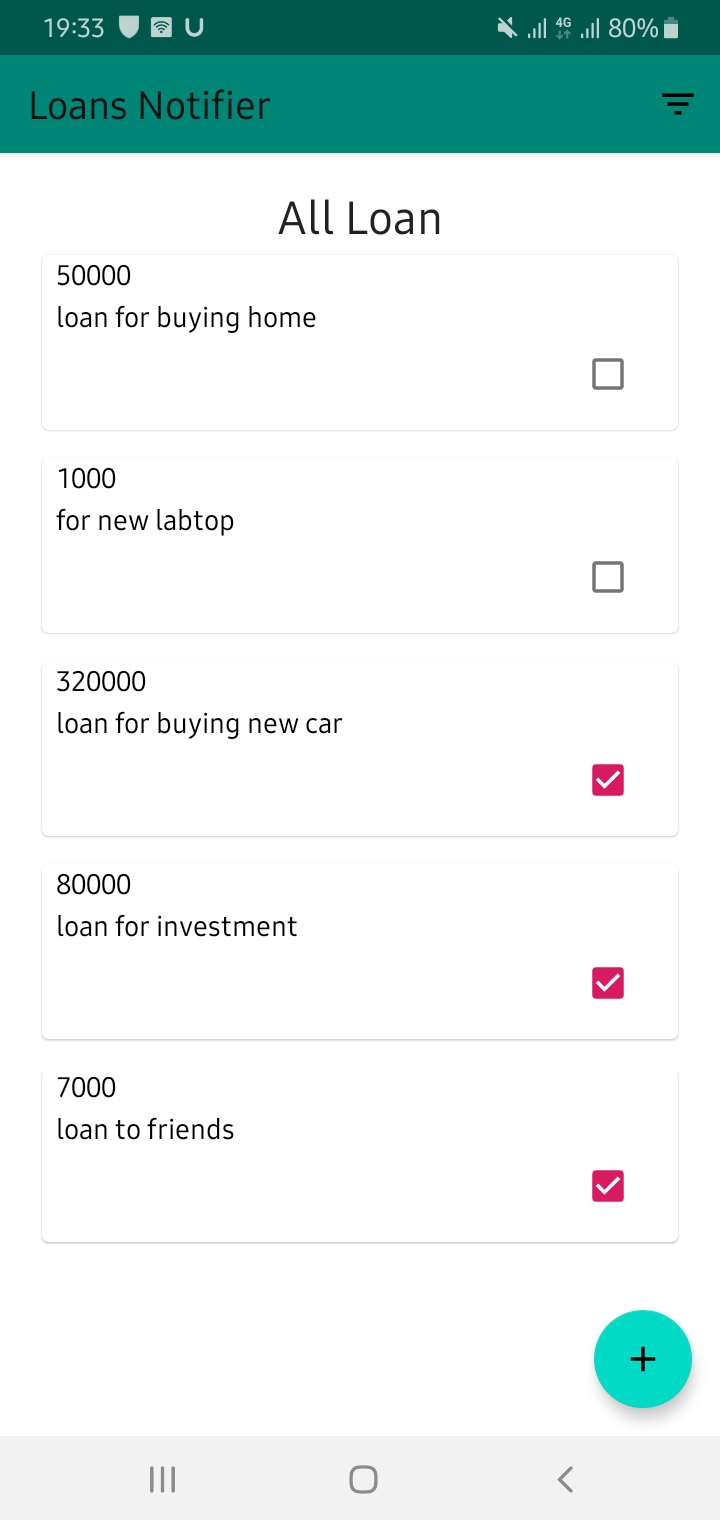 19:33 4G 80%
Loans Notifier
All Loan
50000
loan for buying home
1000
for new labtop
320000
loan for buying new car
80000
loan for investment
7000
loan to friends